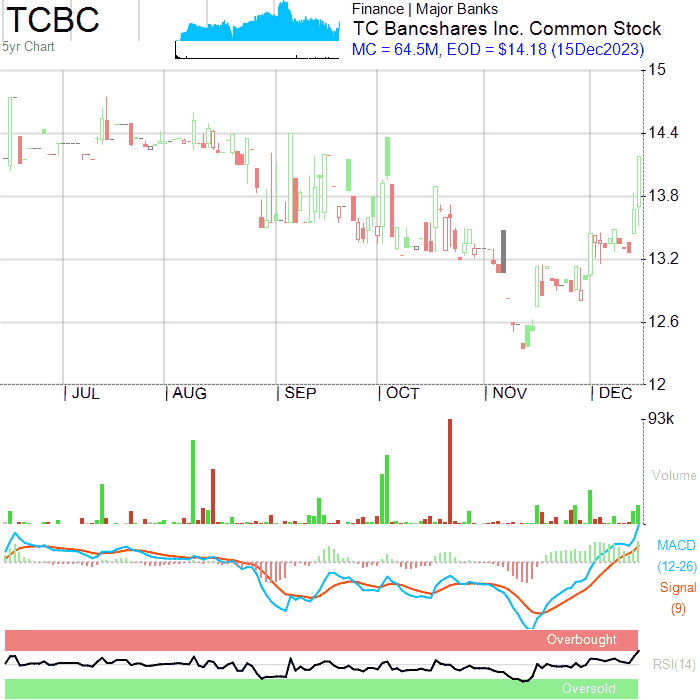 TCBC
5yr Chart
Finance | Major Banks
TC Bancshares Inc. Common Stock
MC = 64.5M, EOD = $14.18 (15Dec2023)
15
14.4
13.8
13.2
12.6
12
| JUL | AUG | SEP | OCT | NOV | DEC
93k
Volume
MACD
(12-26)
Signal
(9)
Overbought
RSI(14)
Oversold